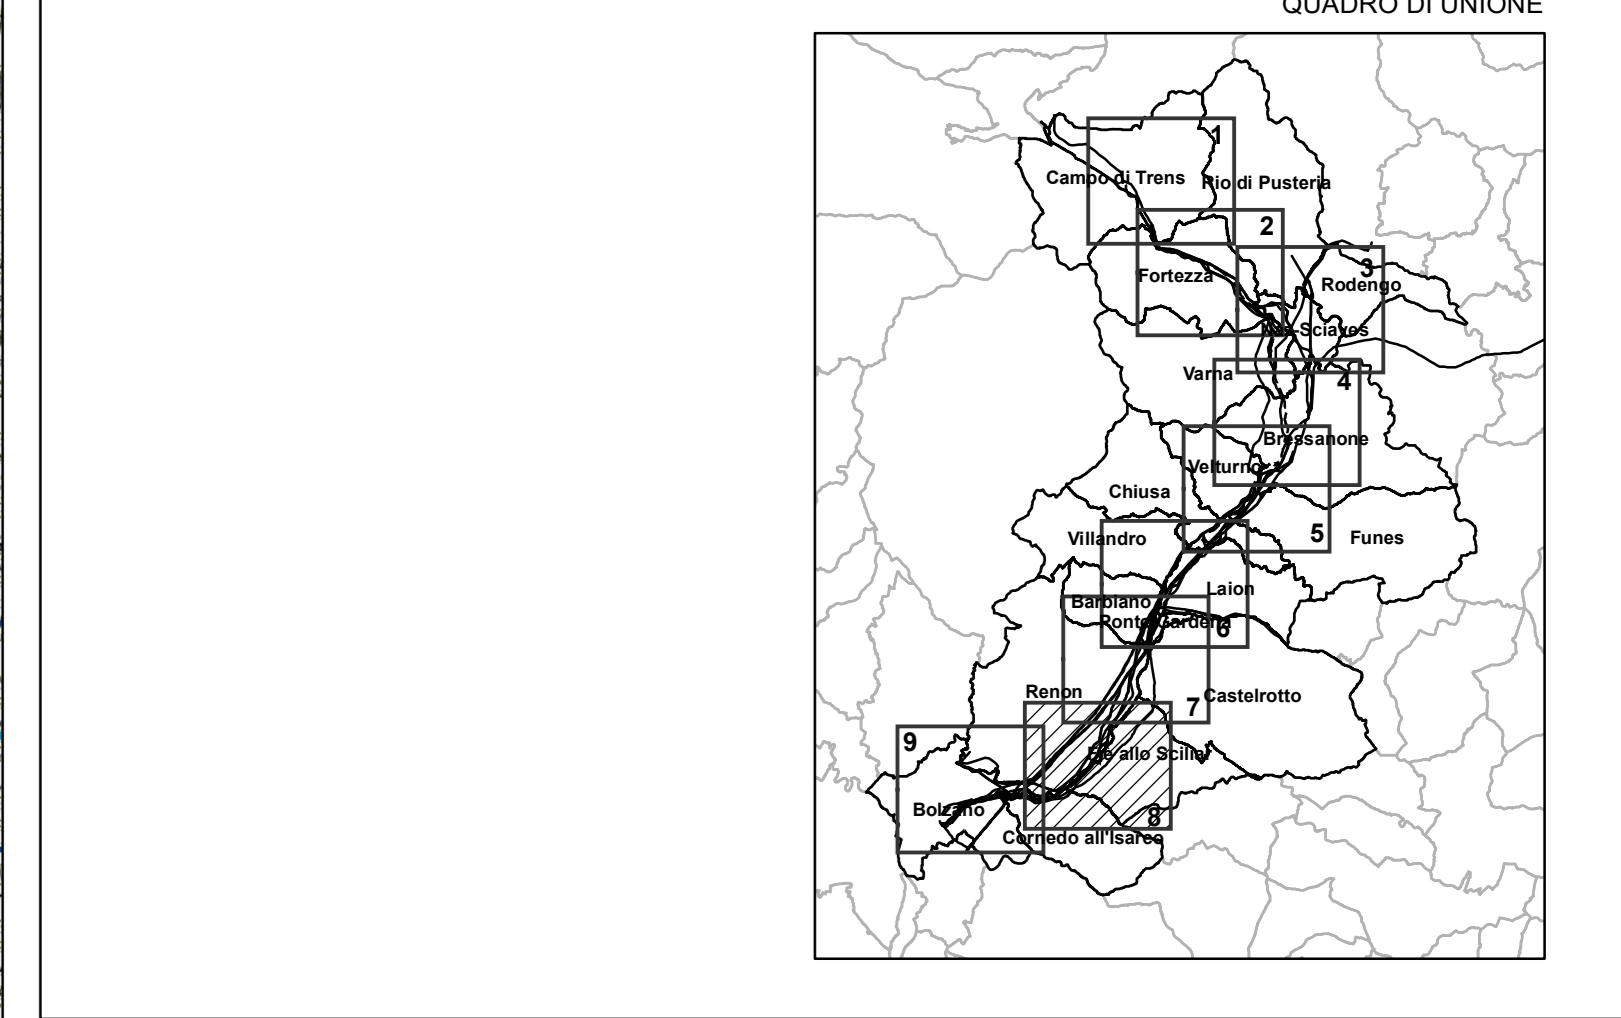 QUADRO DI UNIONE
1
Campo di Trens
Rio di Pusteria
2
3
Fortezza
Rodengo
Naz-Sciaves
Varna
4
Bressanone
Velturno
Chiusa
5
Villandro
Funes
Laion
Barbiano
Ponte Gardena
6
Renon
Castelrotto
7
9
Fiè allo Sciliar
Bolzano
8
Cornedo all'Isarco